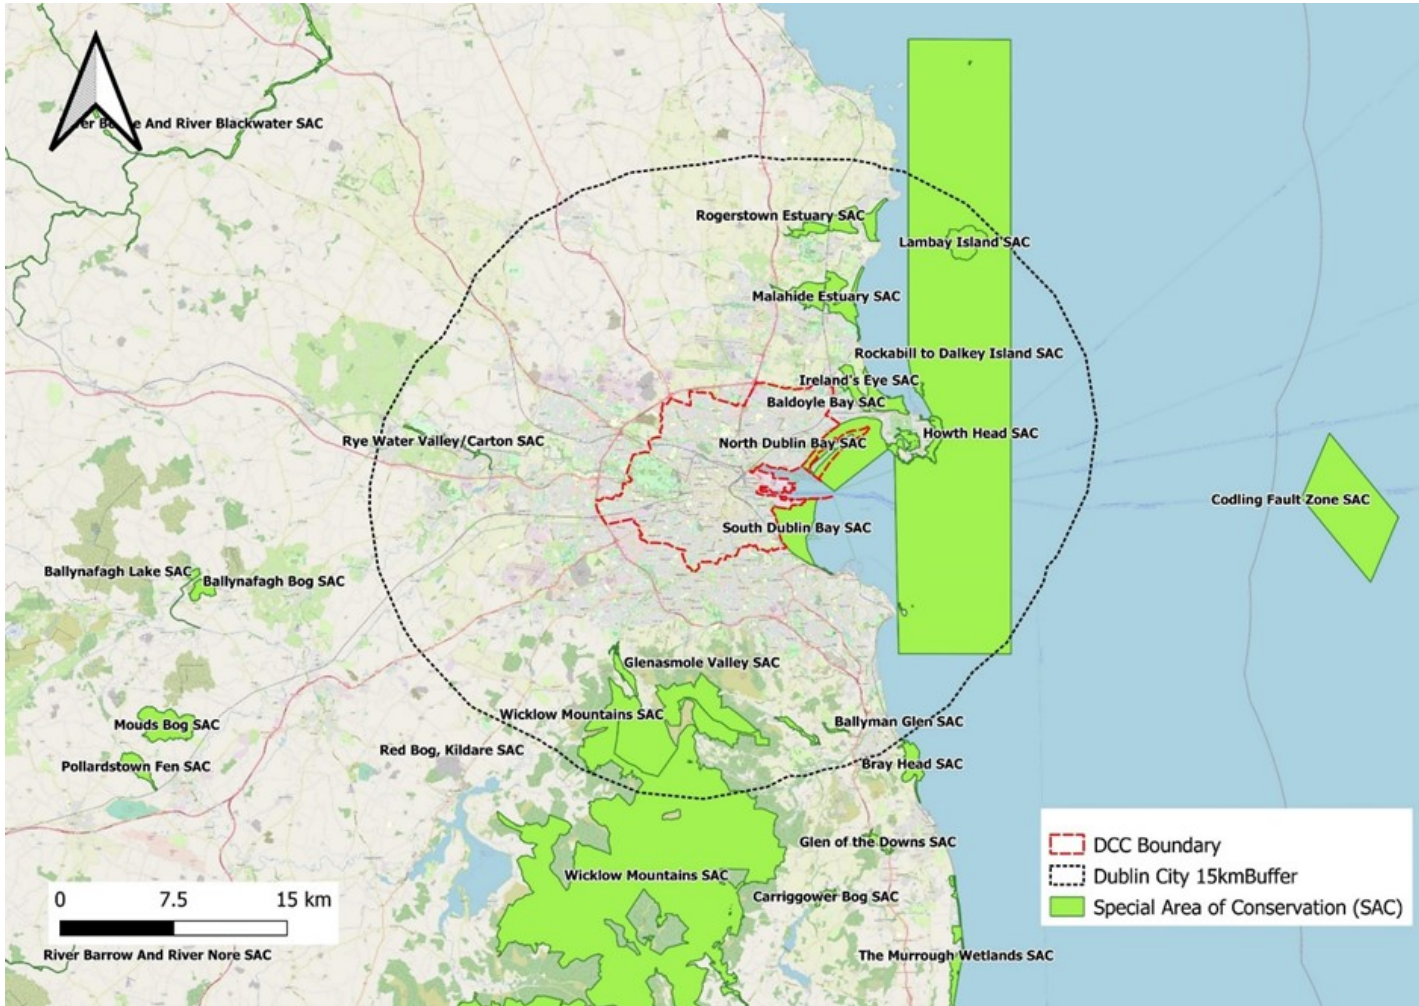 And River Blackwater SAC
Rogerstown Estuary SAC
Lambay Island SAC
Malahide Estuary SAC
Rockabill to Dalkey Island SAC
Ireland's Eye SAC
Baldoyle Bay SAC
Howth Head SAC
Rye Water Valley/Carton SAC
North Dublin Bay SAC
Codling Fault Zone SAC
South Dublin Bay SAC
Ballynafagh Lake SAC
Ballynafagh Bog SAC
Glenasmole Valley SAC
Wicklow Mountains SAC
Ballyman Glen SAC
Mouds Bog SAC
Red Bog, Kildare SAC
Pollardstown Fen SAC
Bray Head SAC
Glen of the Downs SAC
DCC Boundary
Dublin City 15kmBuffer
Special Area of Conservation (SAC)
Wicklow Mountains SAC
Carriggower Bog SAC
0 7.5 15 km
River Barrow And River Nore SAC
The Murrough Wetlands SAC